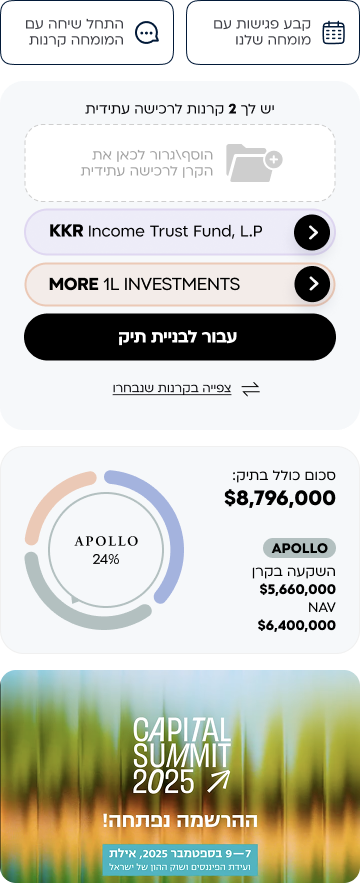 קבע פגישות עם
מומחה שלנו
התחל שיחה עם
המומחה קרנות
יש לך 2 קרנות לרכישה עתידית
הוסף\גרור לכאן את
הקרן לרכישה עתידית
KKR Income Trust Fund, L.P
MORE 1L INVESTMENTS
עבור לבניית תיק
צפייה בקרנות שנבחרו
סכום כולל בתיק:
$8,796,000
APOLLO
השקעה בקרן
$5,660,000
NAV
$6,400,000
APOLLO
24%
CAPITAL
SUMMIT
2025
ההרשמה נפתחה!
7—9 בספטמבר 2025, אילת
ועידת הפיננסים ושוק ההון של ישראל